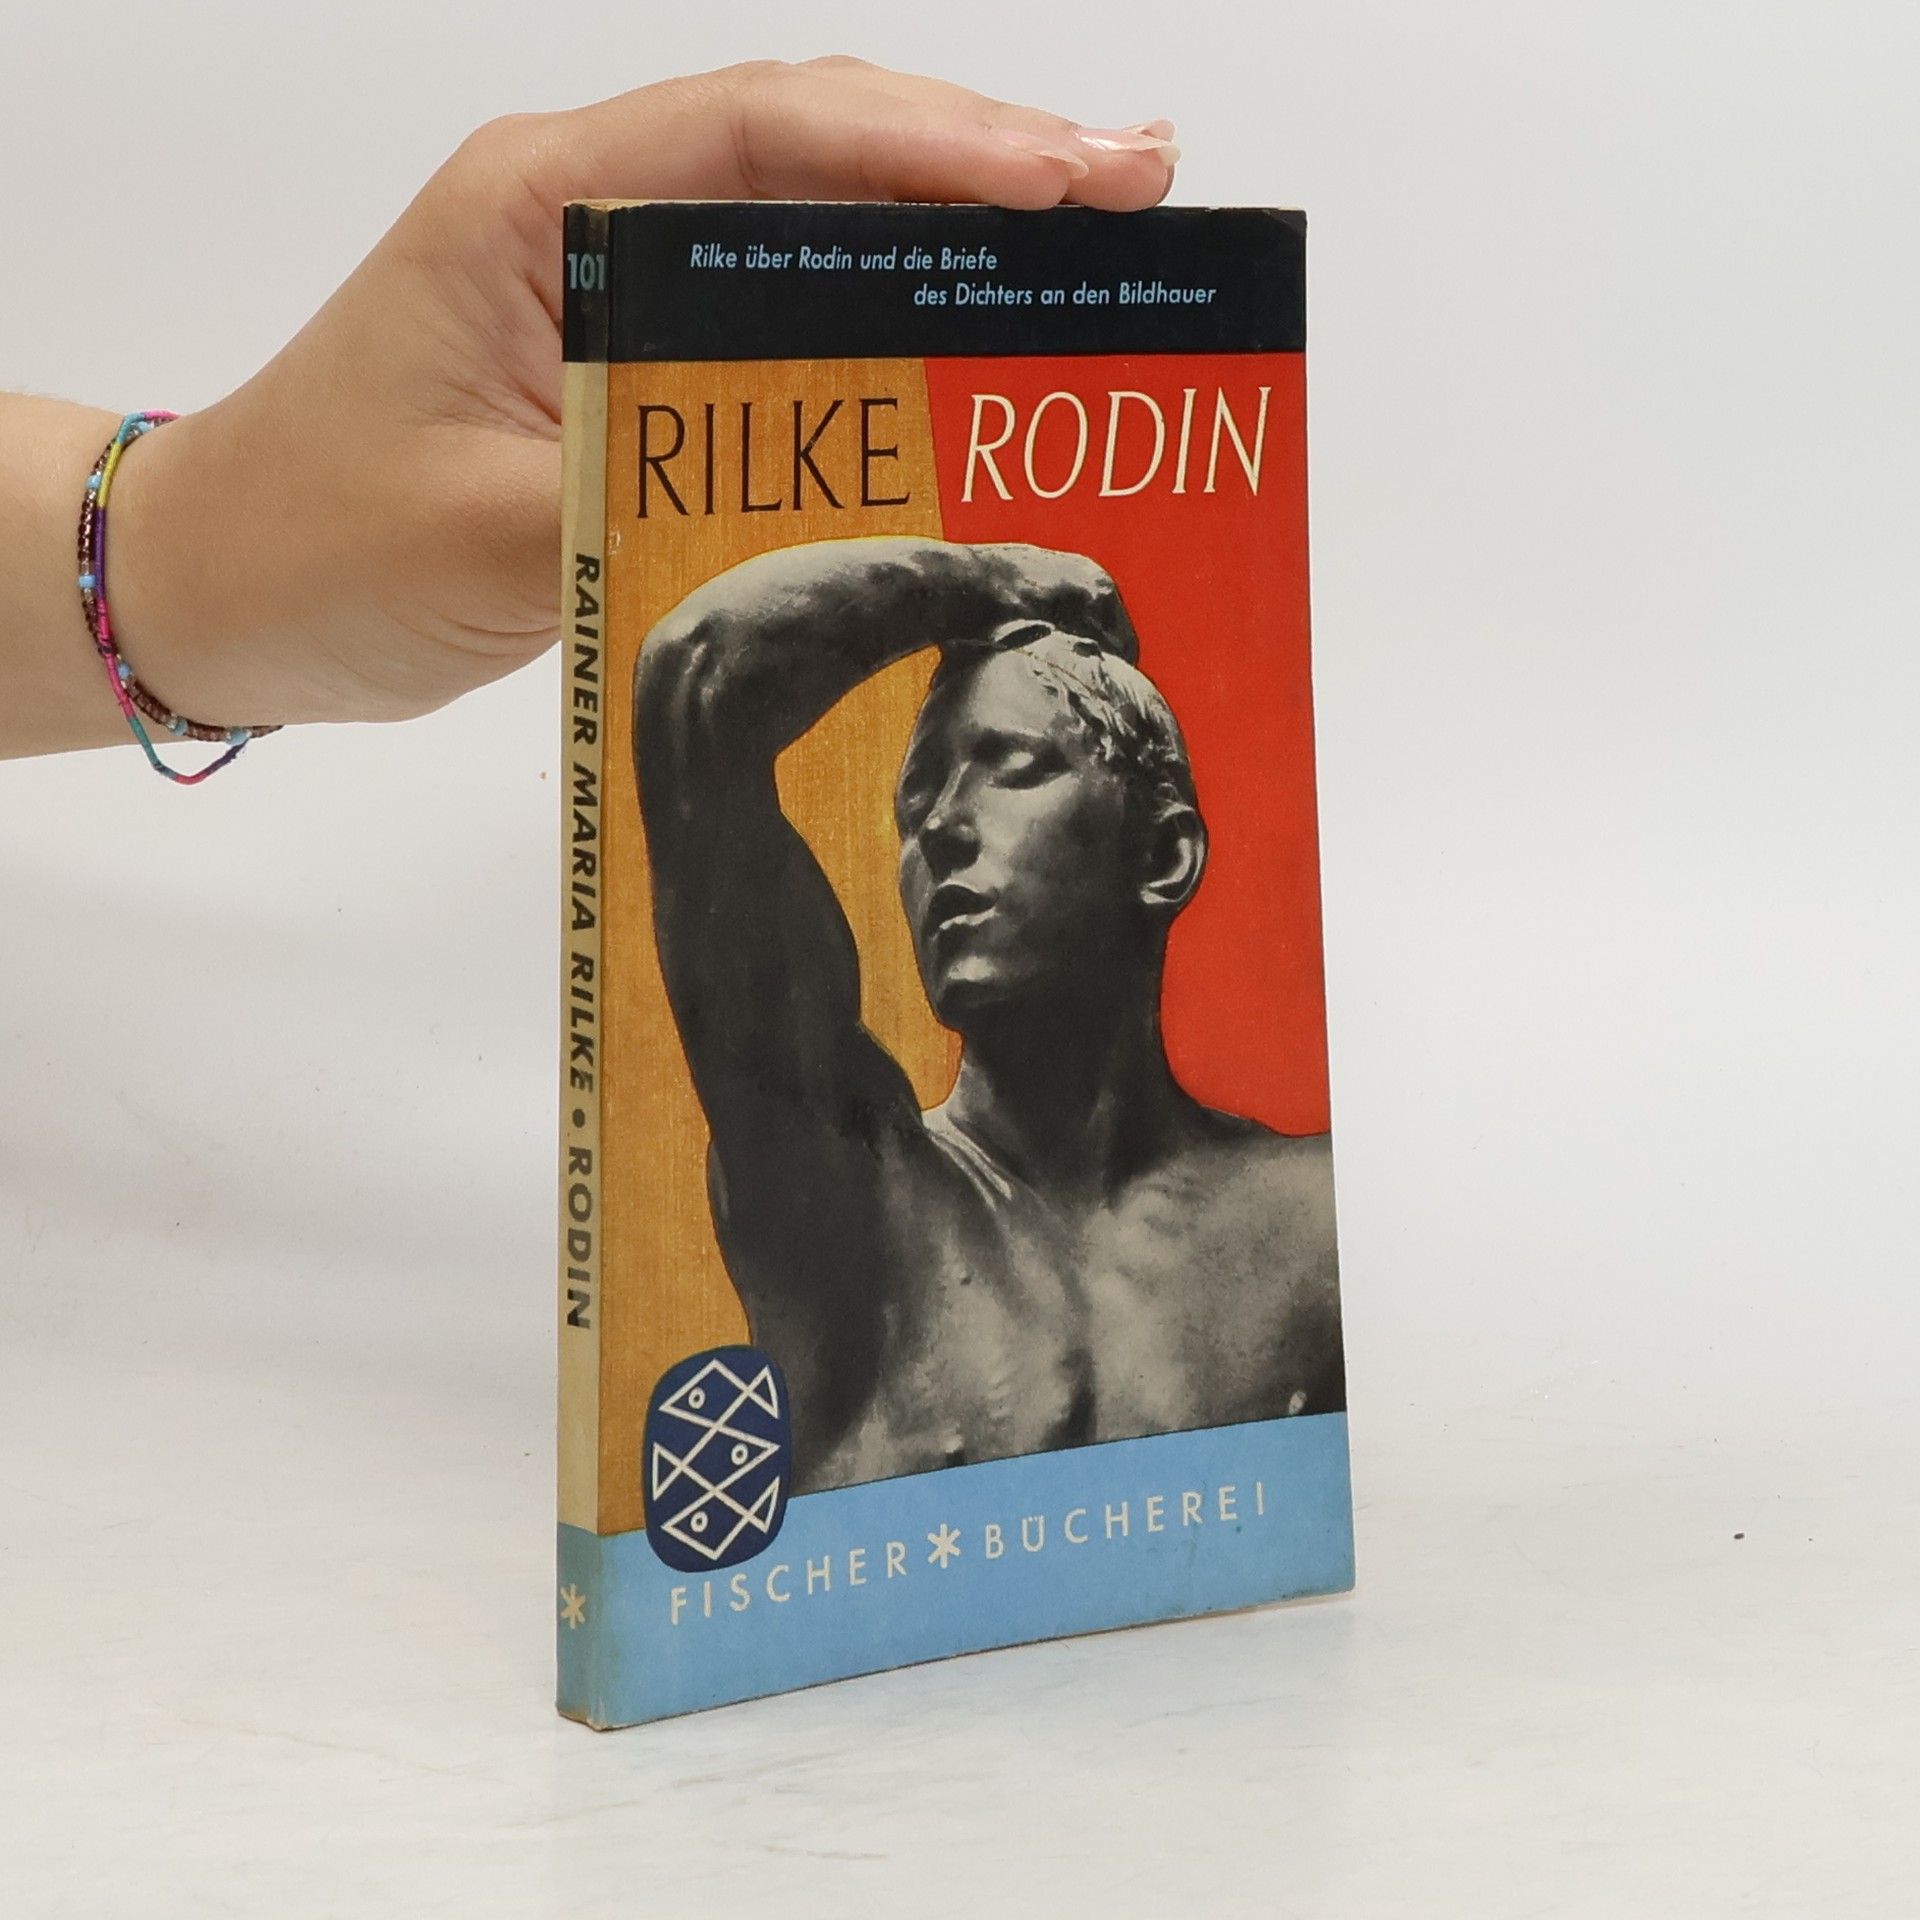 Rilke über Rodin und die Briefe
des Dichters an den Bildhauer
RILKE RODIN
FISCHER * BÜCHEREI
101
RAINER MARIA RILKE • RODIN
*